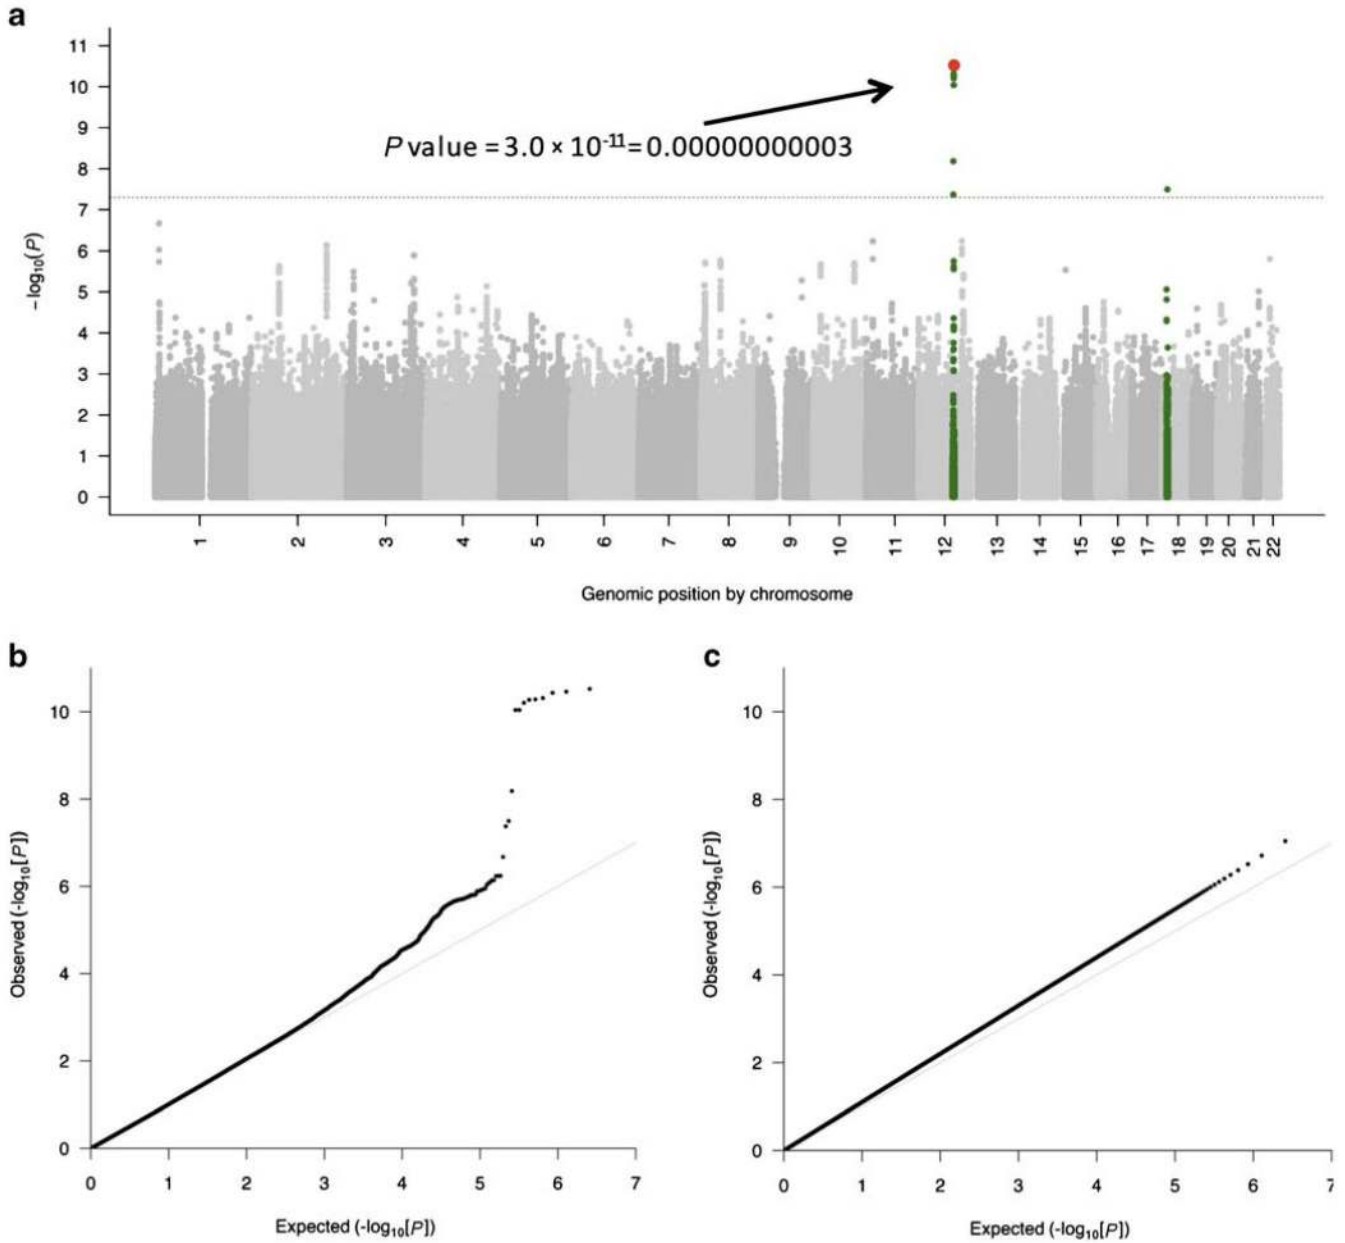 a
11
10
9
8
7
6
5
4
3
2
1
0
-log10(P)
P value = 3.0 × 10-11=0.00000000003
1 2 3 4 5 6 7 8 9 10 11 12 13 14 15 16 17 18 19 20 21 22
Genomic position by chromosome
b
10
8
6
4
2
0
Observed (-log10[P])
0 1 2 3 4 5 6 7
Expected (-log10[P])
c
10
8
6
4
2
0
Observed (-log10[P])
0 1 2 3 4 5 6 7
Expected (-log10[P])